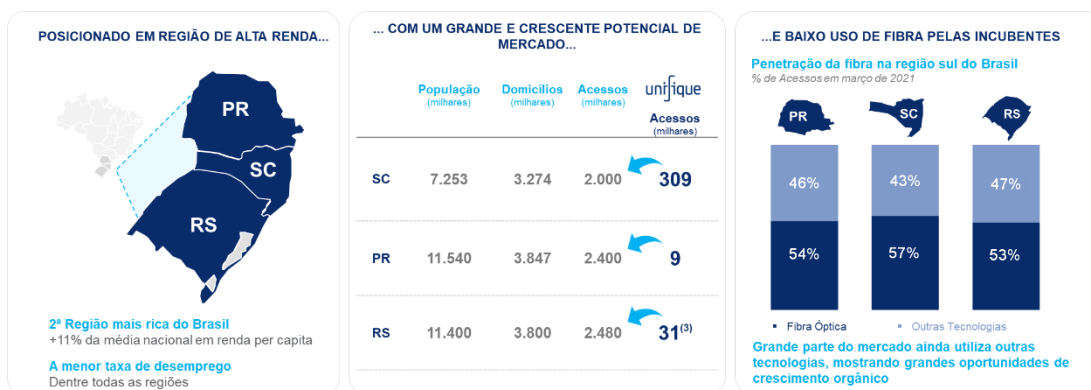 POSICIONADO EM REGIÃO DE ALTA RENDA...
PR
SC
RS
2ª Região mais rica do Brasil
+11% da média nacional em renda per capita
A menor taxa de desemprego
Dentre todas as regiões
... COM UM GRANDE E CRESCENTE POTENCIAL DE
MERCADO...
População Domicílios Acessos unifique
(milhares) (milhares) (milhares) Acessos
(milhares)
SC 7.253 3.274 2.000 309
PR 11.540 3.847 2.400 9
RS 11.400 3.800 2.480 31(3)
...E BAIXO USO DE FIBRA PELAS INCUBENTES
Penetração da fibra na região sul do Brasil
% de Acessos em março de 2021
PR SC RS
46% 43% 47%
54% 57% 53%
▪ Fibra Óptica ▪ Outras Tecnologias
Grande parte do mercado ainda utiliza outras
tecnologias, mostrando grandes oportunidades de
crescimento orgânico